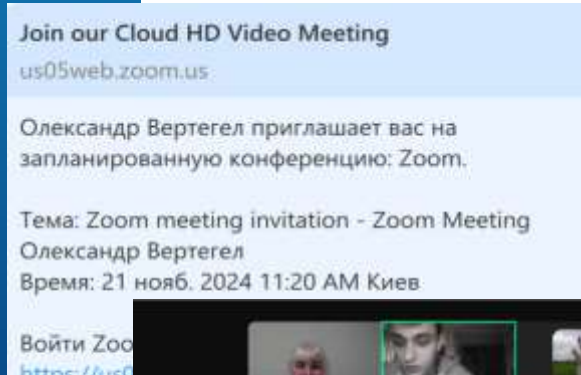 Join our Cloud HD Video Meeting
us05web.zoom.us
Олександр Вертегел приглашает вас на
запланированную конференцию: Zoom.
Тема: Zoom meeting invitation - Zoom Meeting
Олександр Вертегел
Время: 21 нояб. 2024 11:20 AM Киев
Войти Zoo